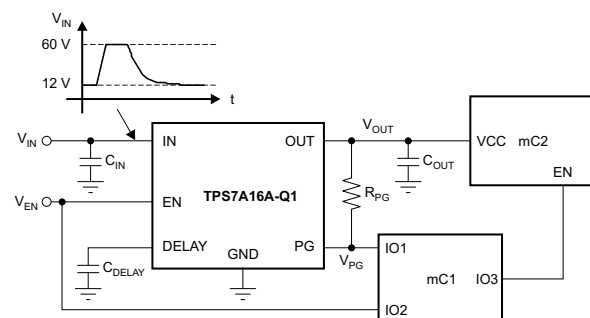 V_IN
60 V
12 V
t
V_IN
C_IN
IN
OUT
V_OUT
C_OUT
VCC
mC2
EN
TPS7A16A-Q1
R_PG
V_EN
EN
DELAY
GND
PG
V_PG
C_DELAY
IO1
mC1
IO3
IO2